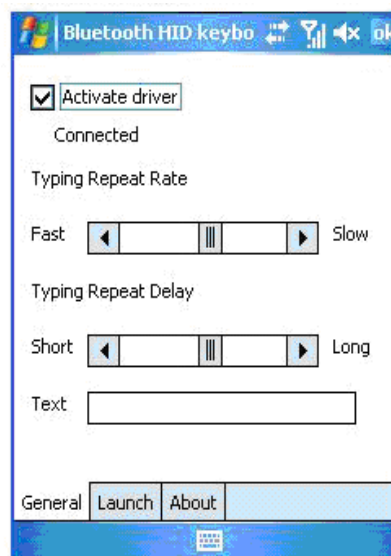 Bluetooth HID keybo ok
Activate driver
Connected
Typing Repeat Rate
Fast Slow
Typing Repeat Delay
Short Long
Text
General Launch About